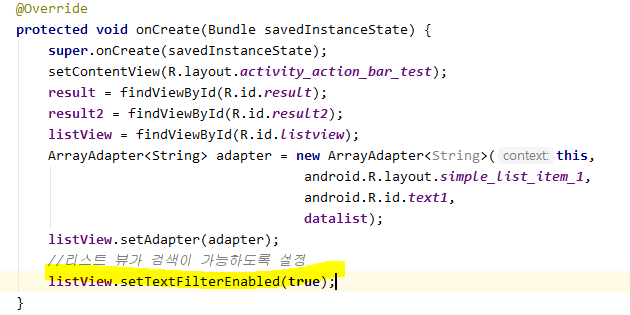 @Override
protected void onCreate(Bundle savedInstanceState) {
    super.onCreate(savedInstanceState);
    setContentView(R.layout.activity_action_bar_test);
    result = findViewById(R.id.result);
    result2 = findViewById(R.id.result2);
    listView = findViewById(R.id.listview);
    ArrayAdapter<String> adapter = new ArrayAdapter<String>( context: this,
                                    android.R.layout.simple_list_item_1,
                                    android.R.id.text1,
                                    datalist);
    listView.setAdapter(adapter);
    //리스트 뷰가 검색이 가능하도록 설정
    listView.setTextFilterEnabled(true);
}